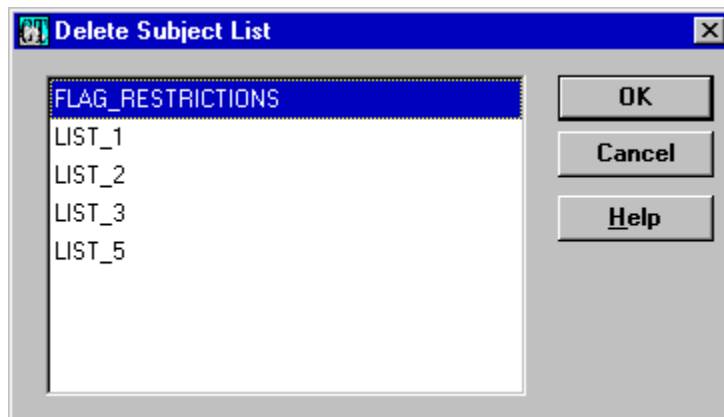 Delete Subject List
FLAG_RESTRICTIONS
LIST_1
LIST_2
LIST_3
LIST_5
OK
Cancel
Help